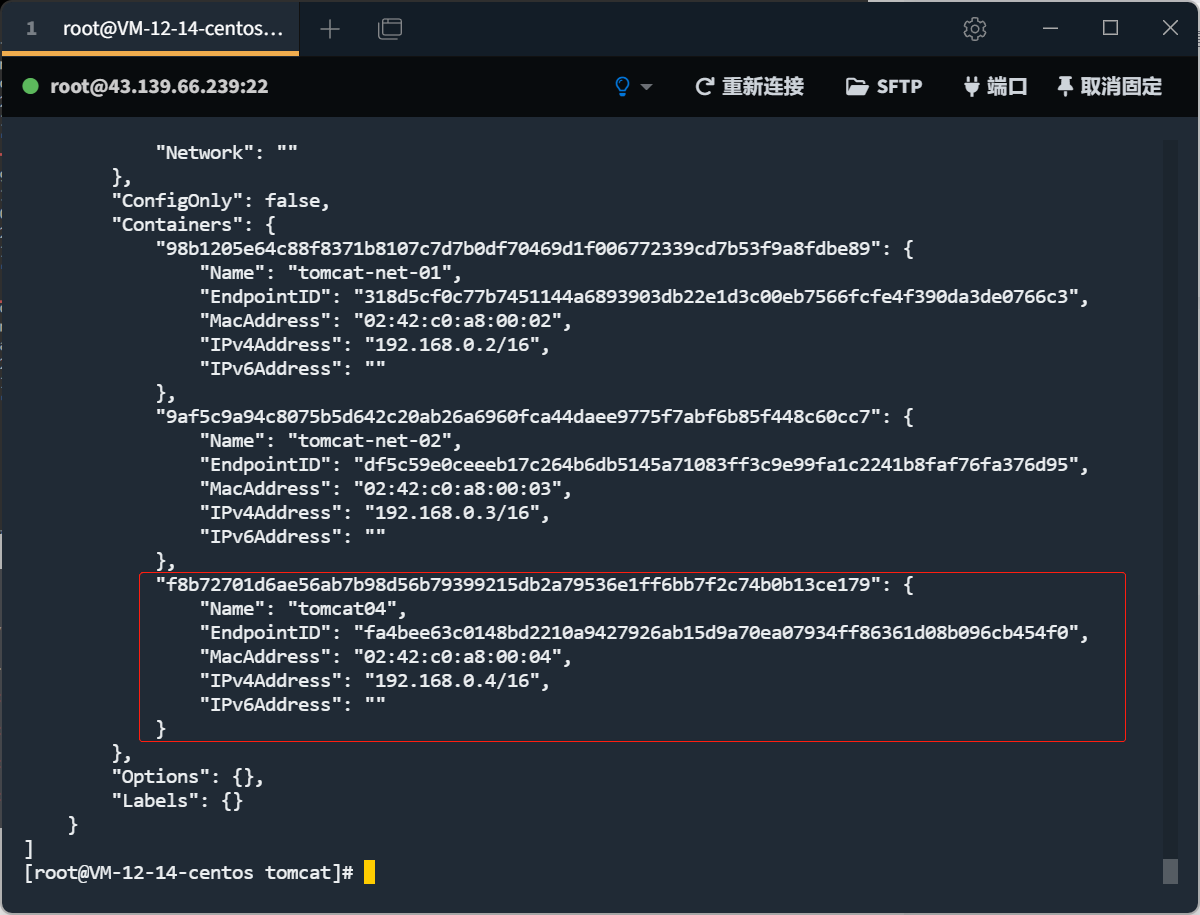 1 root@VM-12-14-centos...
root@43.139.66.239:22 重新连接 SFTP 端口 取消固定
            "Network": ""
        },
        "ConfigOnly": false,
        "Containers": {
            "98b1205e64c88f8371b8107c7d7b0df70469d1f006772339cd7b53f9a8fdbe89": {
                "Name": "tomcat-net-01",
                "EndpointID": "318d5cf0c77b7451144a6893903db22e1d3c00eb7566fcfe4f390da3de0766c3",
                "MacAddress": "02:42:c0:a8:00:02",
                "IPv4Address": "192.168.0.2/16",
                "IPv6Address": ""
            },
            "9af5c9a94c8075b5d642c20ab26a6960fca44daee9775f7abf6b85f448c60cc7": {
                "Name": "tomcat-net-02",
                "EndpointID": "df5c59e0ceeeb17c264b6db5145a71083ff3c9e99fa1c2241b8faf76fa376d95",
                "MacAddress": "02:42:c0:a8:00:03",
                "IPv4Address": "192.168.0.3/16",
                "IPv6Address": ""
            },
            "f8b72701d6ae56ab7b98d56b79399215db2a79536e1ff6bb7f2c74b0b13ce179": {
                "Name": "tomcat04",
                "EndpointID": "fa4bee63c0148bd2210a9427926ab15d9a70ea07934ff86361d08b096cb454f0",
                "MacAddress": "02:42:c0:a8:00:04",
                "IPv4Address": "192.168.0.4/16",
                "IPv6Address": ""
            }
        },
        "Options": {},
        "Labels": {}
    }
]
[root@VM-12-14-centos tomcat]#